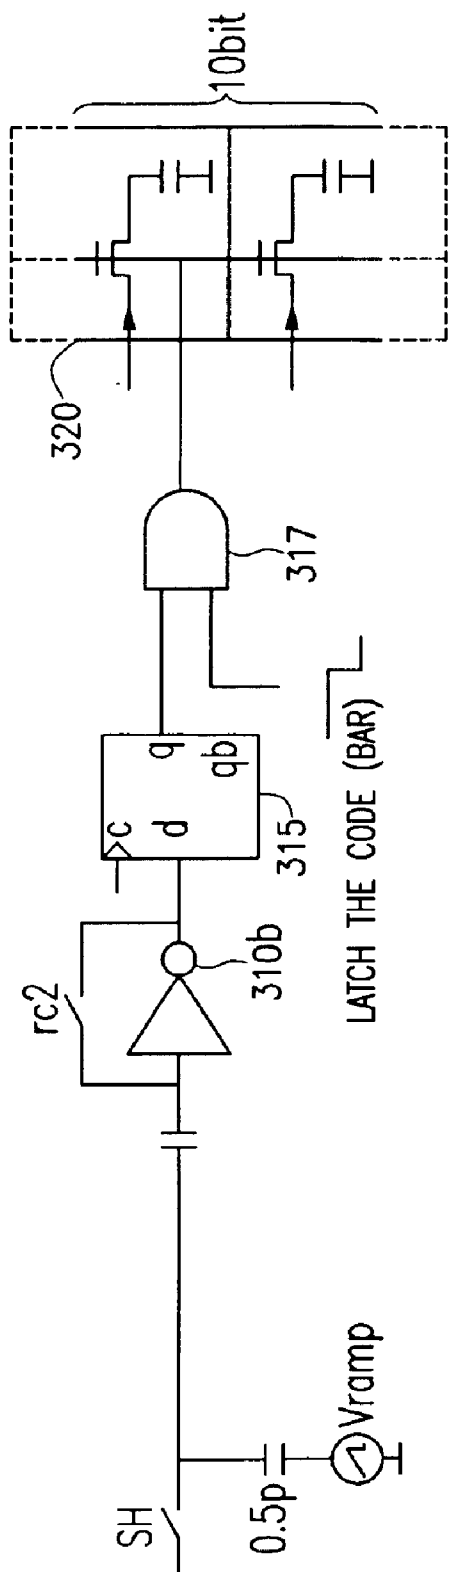 SH
0.5p
Vramp
rc2
310b
c
d
q
qb
315
LATCH THE CODE (BAR)
317
320
10bit